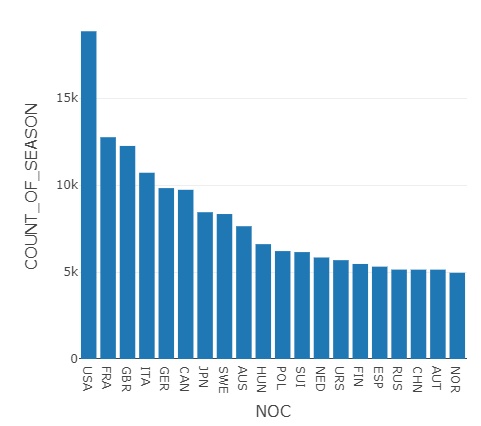 COUNT_OF_SEASON
15k
10k
5k
0
USA
FRA
GBR
ITA
GER
CAN
JPN
SWE
AUS
HUN
POL
SUI
NED
URS
FIN
ESP
RUS
CHN
AUT
NOR
NOC